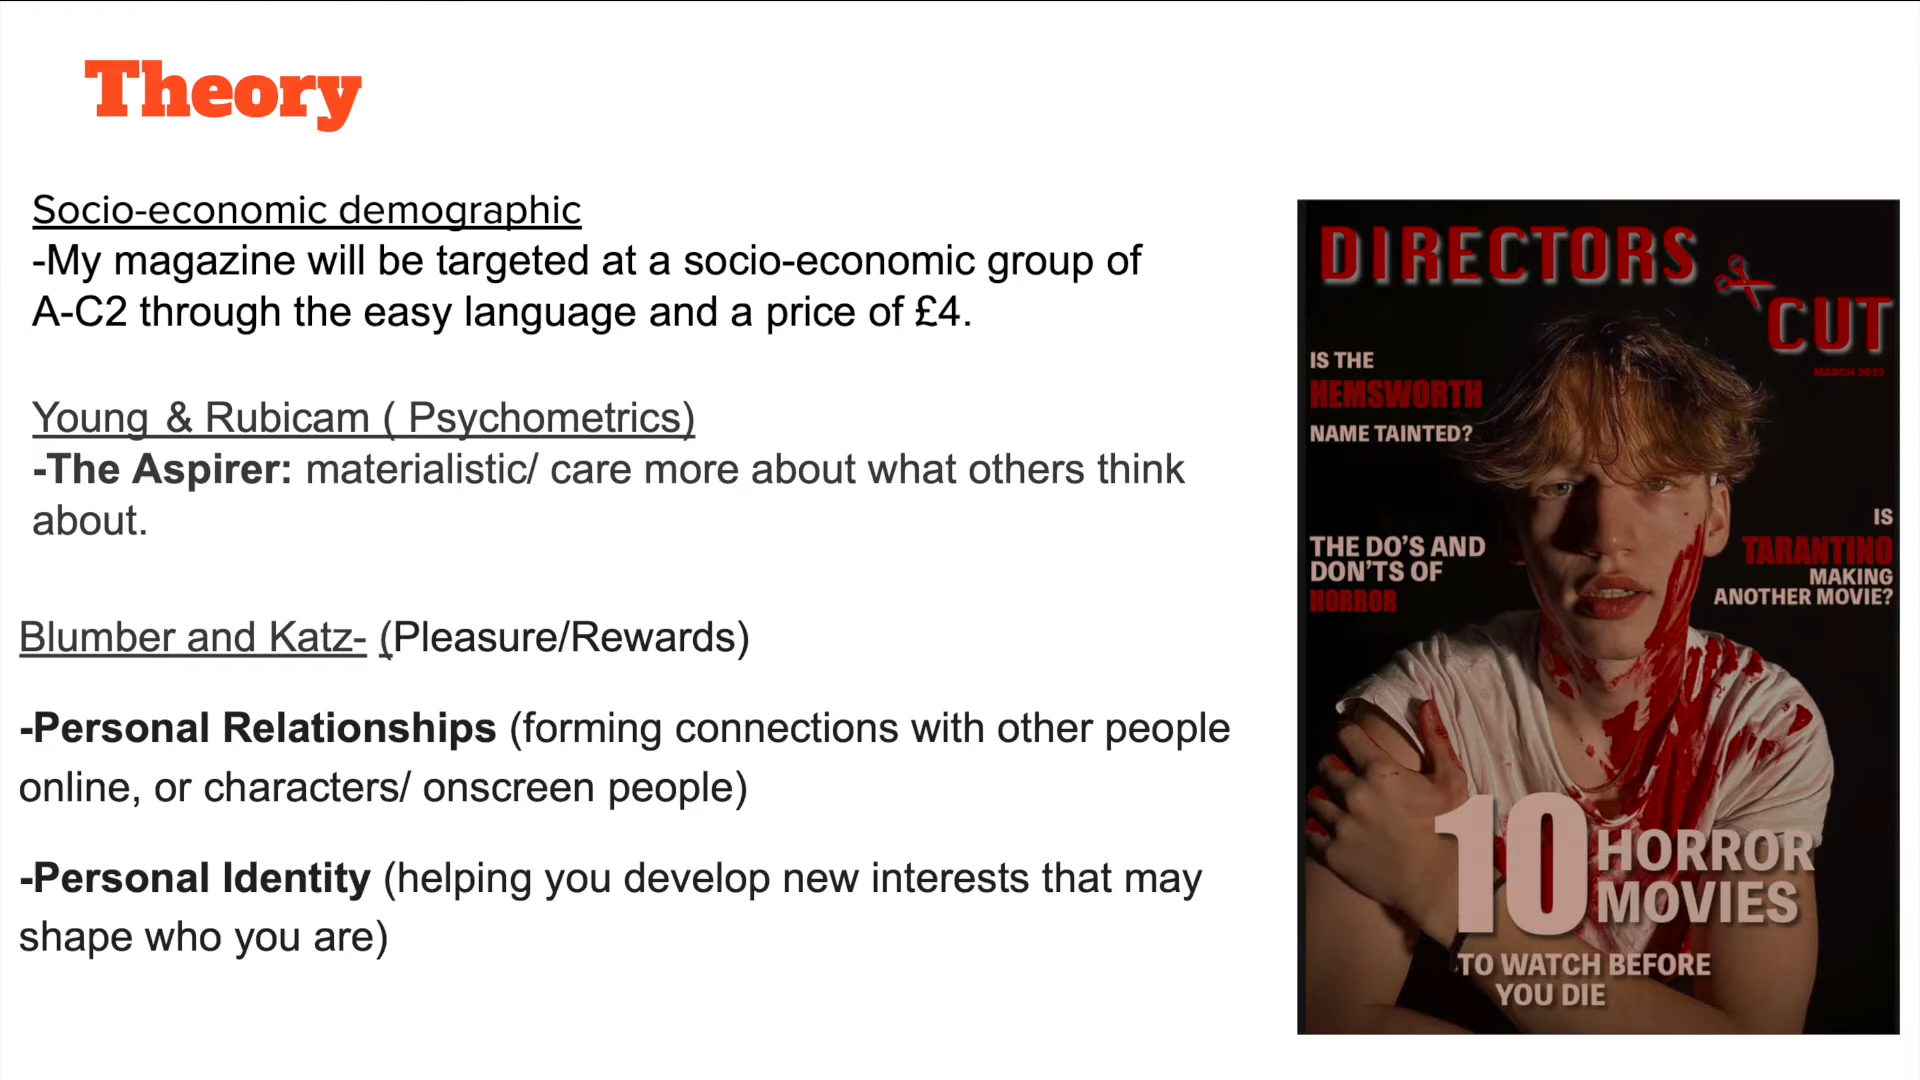 Theory
Socio-economic demographic
-My magazine will be targeted at a socio-economic group of
A-C2 through the easy language and a price of £4.
Young & Rubicam ( Psychometrics)
-The Aspirer: materialistic/ care more about what others think
about.
Blumber and Katz- (Pleasure/Rewards)
-Personal Relationships (forming connections with other people
online, or characters/ onscreen people)
-Personal Identity (helping you develop new interests that may
shape who you are)
DIRECTORS
CUT
MARCH 2022
IS THE
HEMSWORTH
NAME TAINTED?
THE DO'S AND
DON'TS OF
HORROR
IS
TARANTINO
MAKING
ANOTHER MOVIE?
10 HORROR
MOVIES
TO WATCH BEFORE
YOU DIE